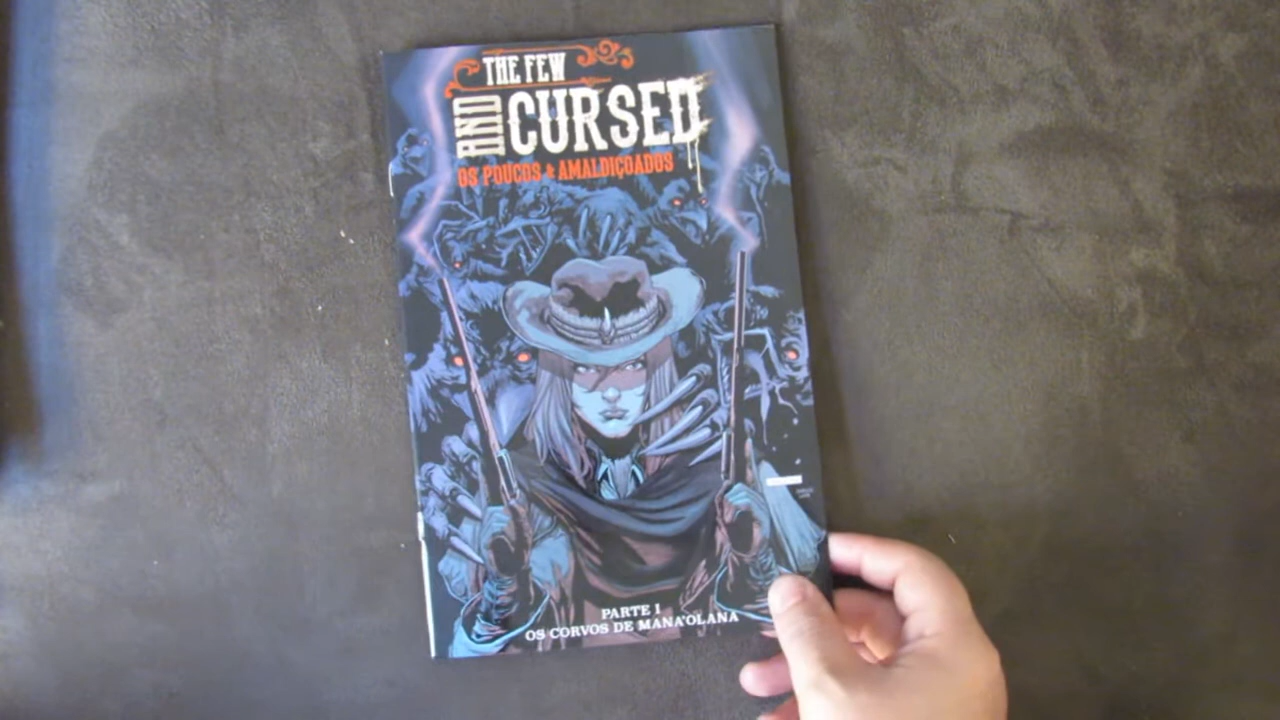 THE FEW
AND CURSED
OS POUCOS & AMALDIÇOADOS
PARTE 1
OS CORVOS DE MANA'OLANA